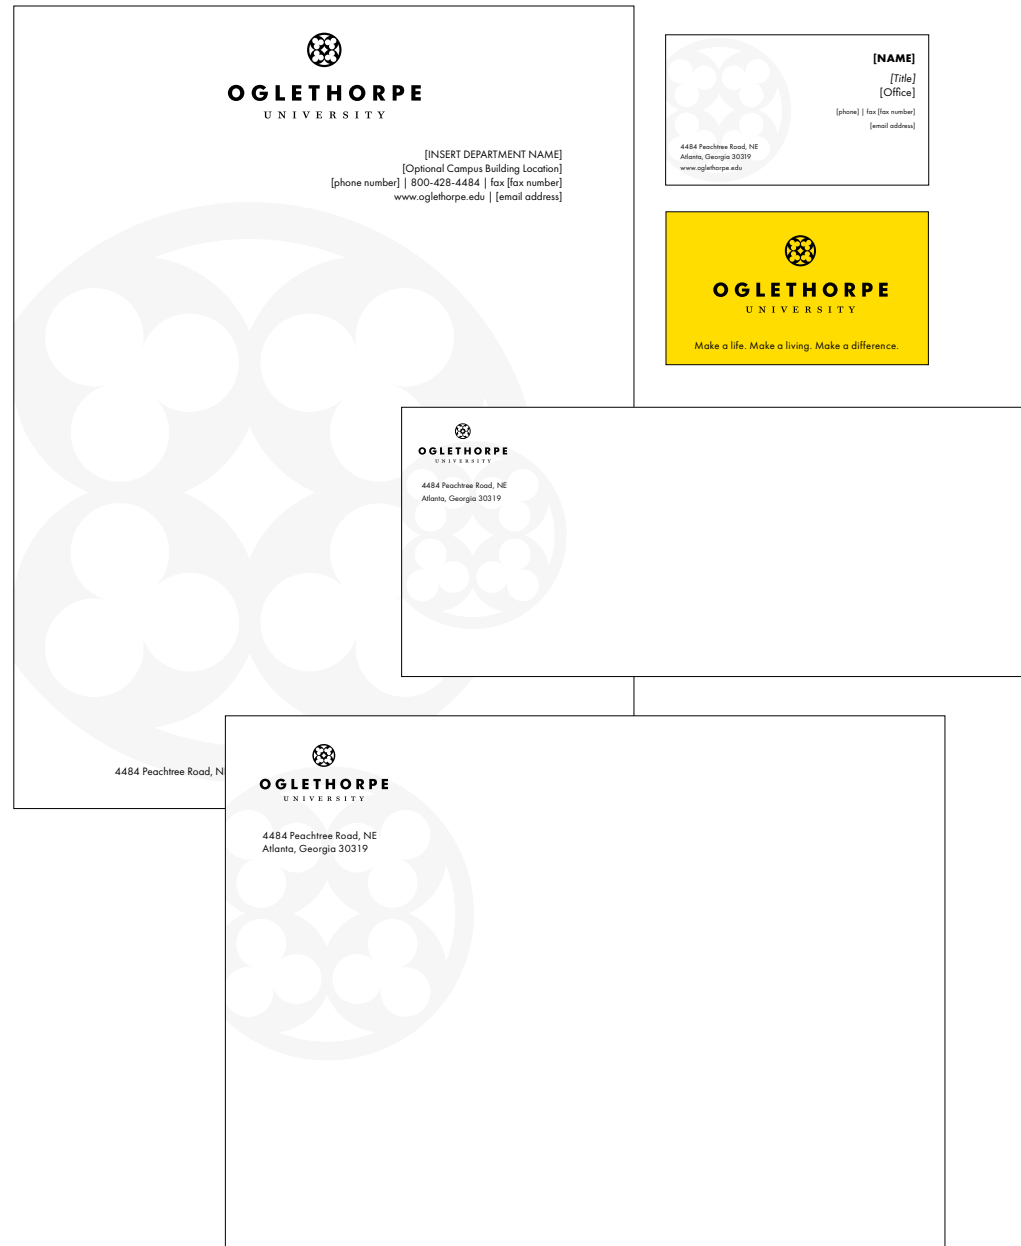 OGLETHORPE
UNIVERSITY
[INSERT DEPARTMENT NAME]
[Optional Campus Building Location]
[phone number] | 800-428-4484 | fax [fax number]
www.oglethorpe.edu | [email address]
4484 Peachtree Road, N
[NAME]
[Title]
[Office]
[phone] | fax [fax number]
[email address]
4484 Peachtree Road, NE
Atlanta, Georgia 30319
www.oglethorpe.edu
OGLETHORPE
UNIVERSITY
Make a life. Make a living. Make a difference.
OGLETHORPE
UNIVERSITY
4484 Peachtree Road, NE
Atlanta, Georgia 30319
OGLETHORPE
UNIVERSITY
4484 Peachtree Road, NE
Atlanta, Georgia 30319